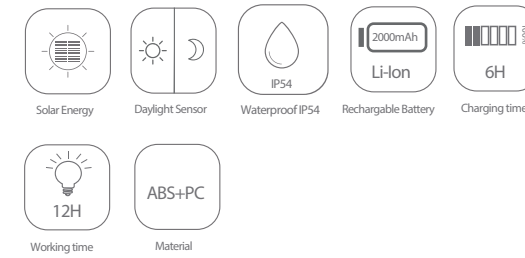 IP54
2000mAh
Li-Ion
6H
Solar Energy
Daylight Sensor
Waterproof IP54
Rechargable Battery
Charging time
12H
ABS+PC
Working time
Material